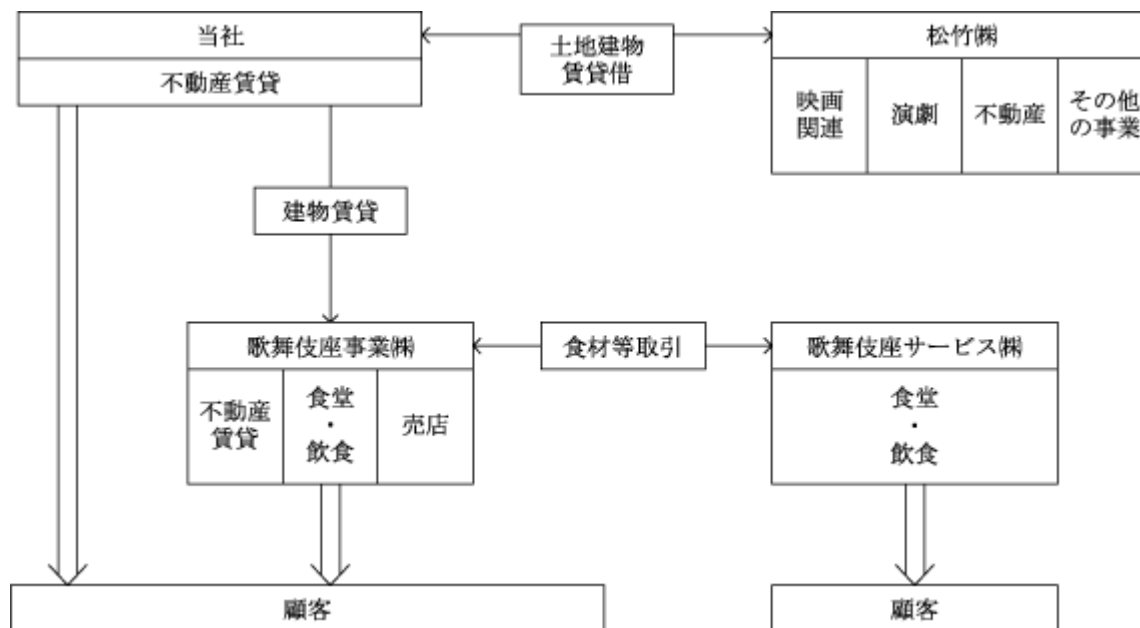 当社
不動産賃貸
土地建物
賃貸借
松竹㈱
映画
関連
演劇
不動産
その他
の事業
建物賃貸
歌舞伎座事業㈱
不動産
賃貸
食堂
・
飲食
売店
食材等取引
歌舞伎座サービス㈱
食堂
・
飲食
顧客
顧客